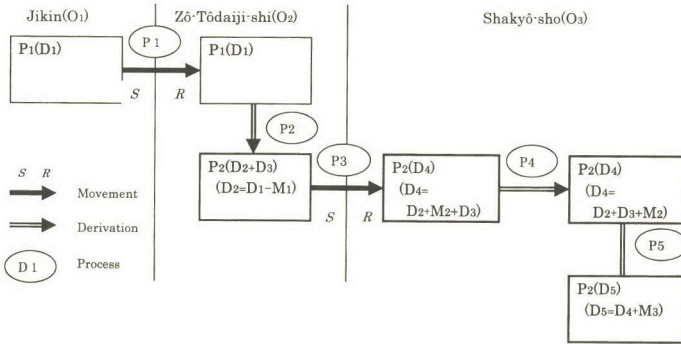 Jikin(O1)
Zô-Tôdaiji-shi(O2)
Shakyô-sho(O3)
P1(D1)
P 1
P1(D1)
S R
P2
P2(D2+D3)
(D2=D1-M1)
P3
S R
P2(D4)
(D4=
D2+M2+D3)
P4
P2(D4)
(D4=
D2+D3+M2)
P5
P2(D5)
(D5=D4+M3)
S R
Movement
Derivation
D 1
Process